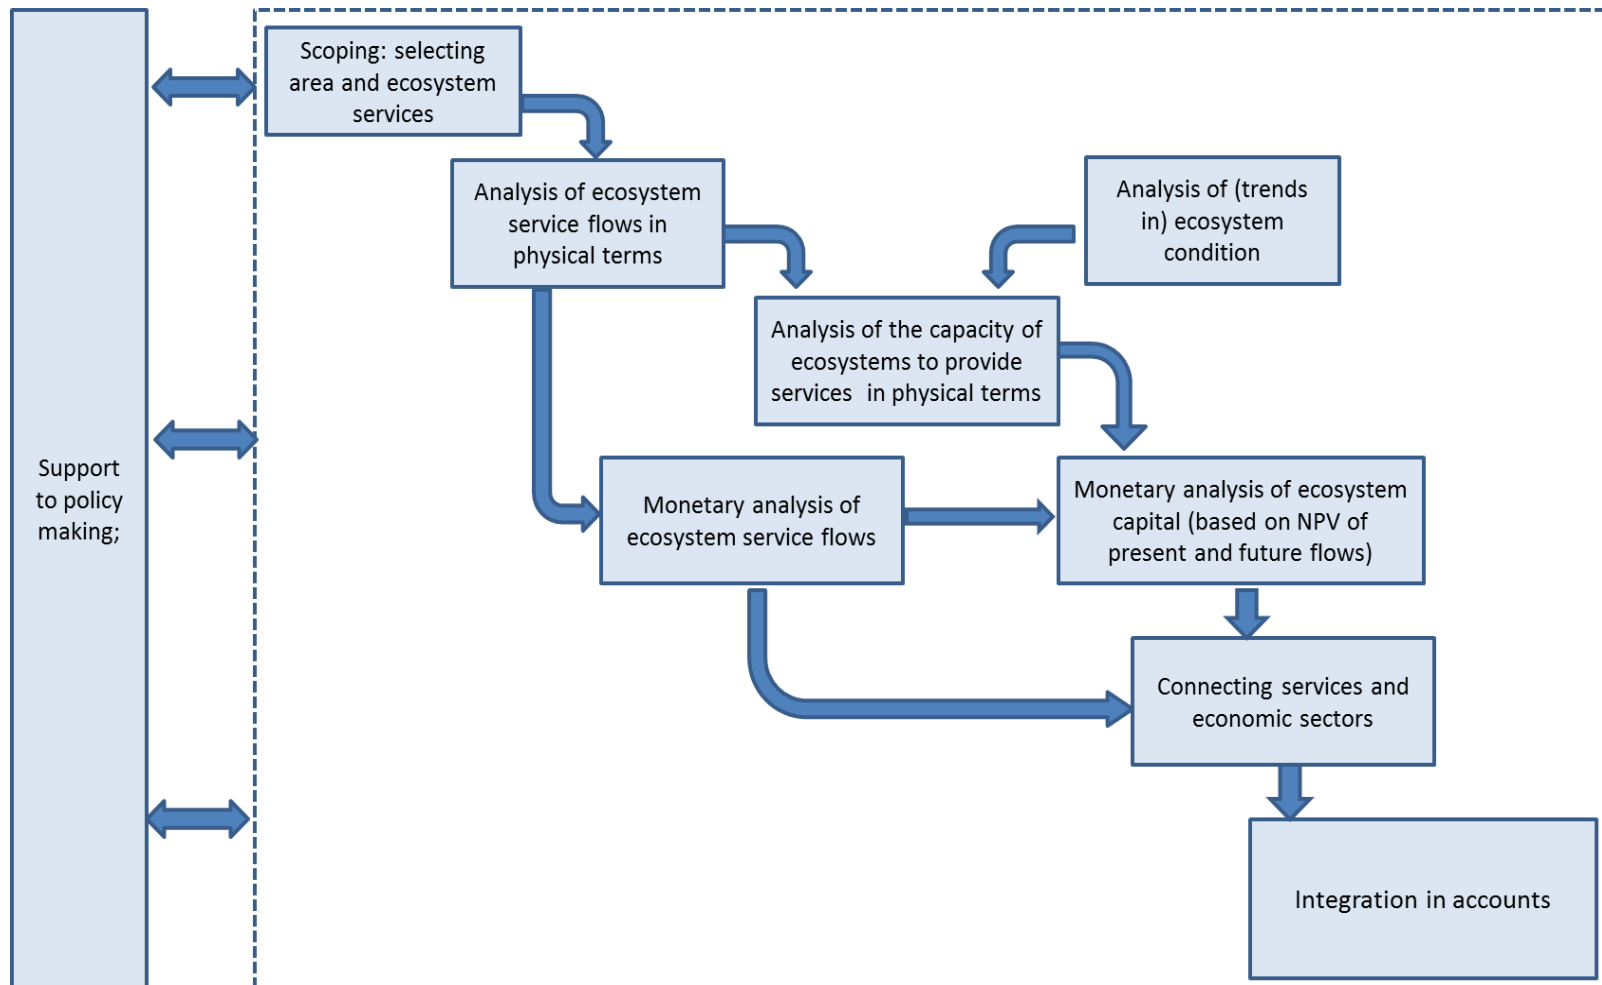 Scoping: selecting
area and ecosystem
services
Analysis of ecosystem
service flows in
physical terms
Analysis of (trends
in) ecosystem
condition
Analysis of the capacity of
ecosystems to provide
services in physical terms
Support
to policy
making;
Monetary analysis of
ecosystem service flows
Monetary analysis of ecosystem
capital (based on NPV of
present and future flows)
Connecting services and
economic sectors
Integration in accounts